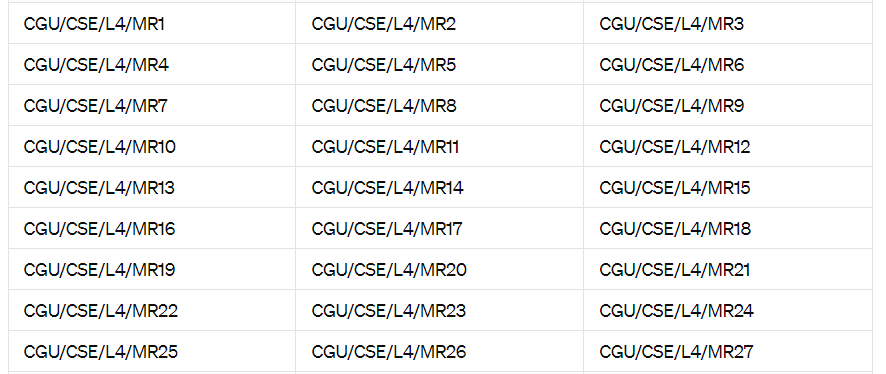 CGU/CSE/L4/MR1 CGU/CSE/L4/MR2 CGU/CSE/L4/MR3
CGU/CSE/L4/MR4 CGU/CSE/L4/MR5 CGU/CSE/L4/MR6
CGU/CSE/L4/MR7 CGU/CSE/L4/MR8 CGU/CSE/L4/MR9
CGU/CSE/L4/MR10 CGU/CSE/L4/MR11 CGU/CSE/L4/MR12
CGU/CSE/L4/MR13 CGU/CSE/L4/MR14 CGU/CSE/L4/MR15
CGU/CSE/L4/MR16 CGU/CSE/L4/MR17 CGU/CSE/L4/MR18
CGU/CSE/L4/MR19 CGU/CSE/L4/MR20 CGU/CSE/L4/MR21
CGU/CSE/L4/MR22 CGU/CSE/L4/MR23 CGU/CSE/L4/MR24
CGU/CSE/L4/MR25 CGU/CSE/L4/MR26 CGU/CSE/L4/MR27